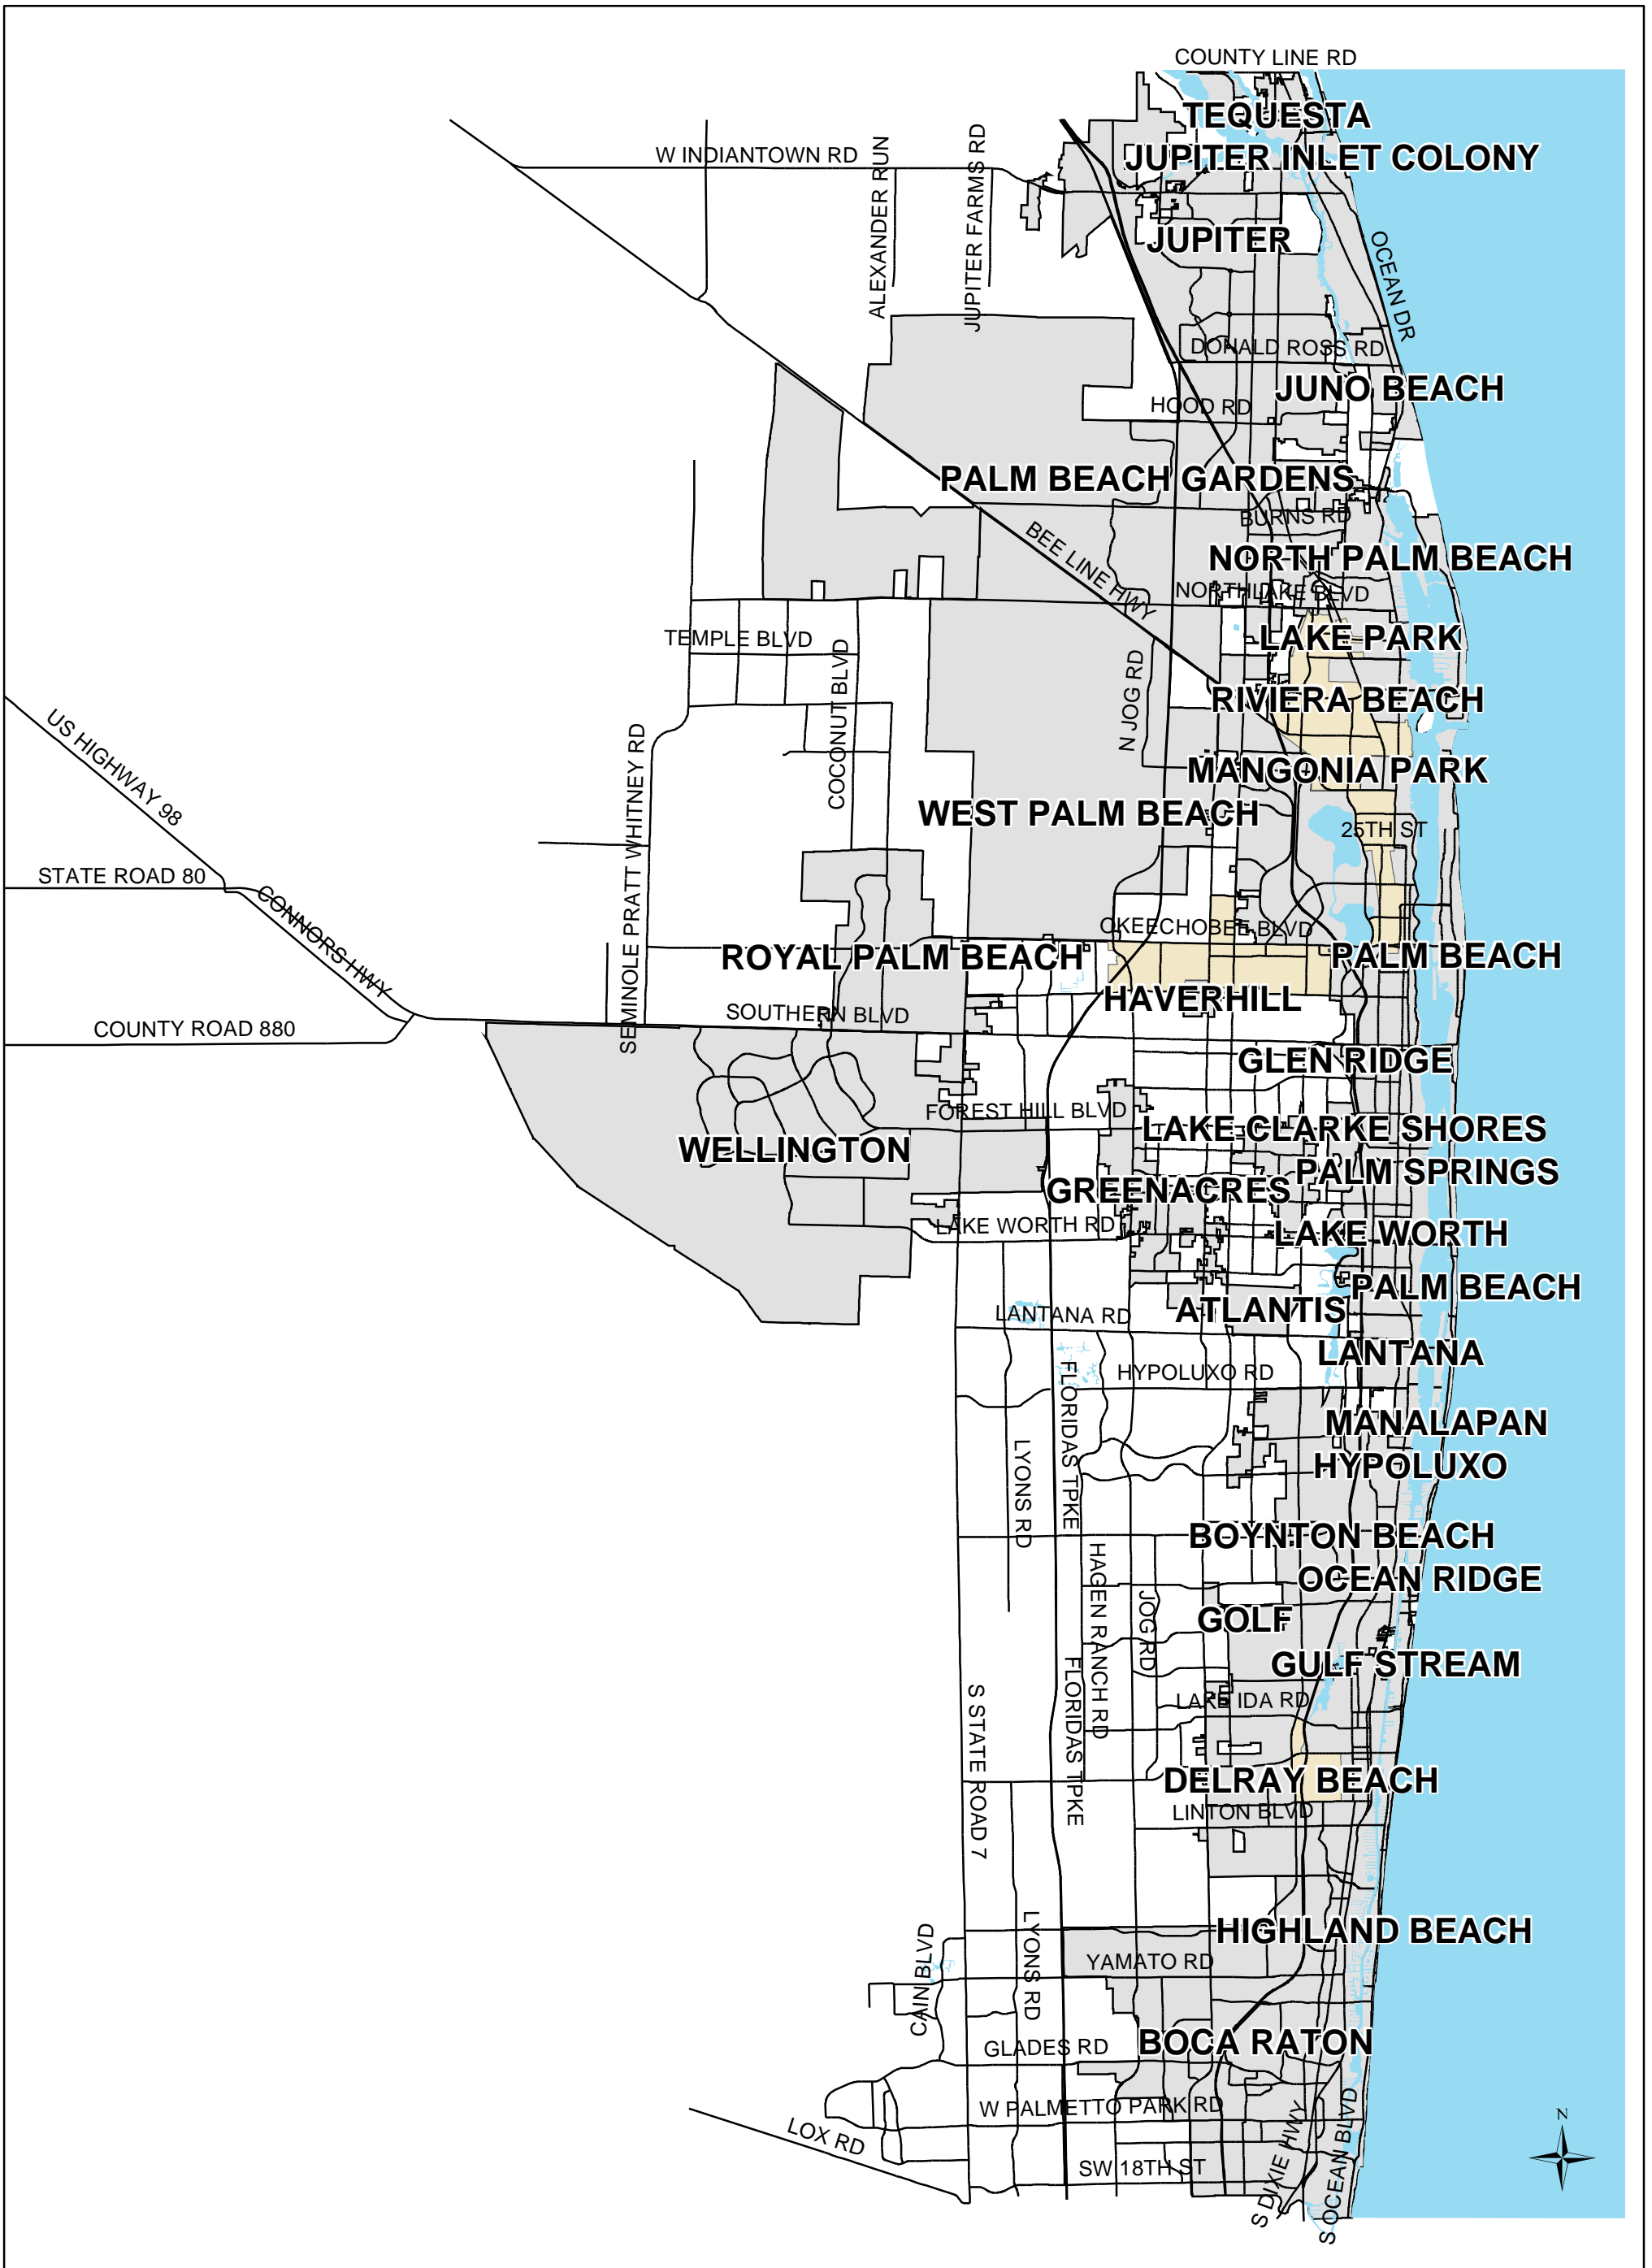 COUNTY LINE RD
TEQUESTA
W INDIANTOWN RD
JUPITER INLET COLONY
ALEXANDER RUN
JUPITER FARMS RD
JUPITER
OCEAN DR
DONALD ROSS RD
JUNO BEACH
HOOD RD
PALM BEACH GARDENS
BURNS RD
BEE LINE HWY
NORTH PALM BEACH
NORTHLAKE BLVD
TEMPLE BLVD
LAKE PARK
COCONUT BLVD
N JOG RD
RIVIERA BEACH
US HIGHWAY 98
SEMINOLE PRATT WHITNEY RD
MANGONIA PARK
WEST PALM BEACH
25TH ST
STATE ROAD 80
CONNORS HWY
OKEECHOBEE BLVD
ROYAL PALM BEACH
PALM BEACH
HAVERHILL
SOUTHERN BLVD
COUNTY ROAD 880
GLEN RIDGE
FOREST HILL BLVD
LAKE CLARKE SHORES
WELLINGTON
PALM SPRINGS
GREENACRES
LAKE WORTH RD
LAKE WORTH
PALM BEACH
LANTANA RD
ATLANTIS
LANTANA
HYPOLUXO RD
FLORIDAS TPKE
MANALAPAN
HYPOLUXO
LYONS RD
BOYNTON BEACH
OCEAN RIDGE
HAGEN RANCH RD
JOG RD
GOLF
GULF STREAM
FLORIDAS TPKE
S STATE ROAD 7
LAKE IDA RD
DELRAY BEACH
LINTON BLVD
HIGHLAND BEACH
CAIN BLVD
LYONS RD
YAMATO RD
BOCA RATON
GLADES RD
W PALMETTO PARK RD
LOX RD
SW 18TH ST
S DIXIE HWY
S OCEAN BLVD
N